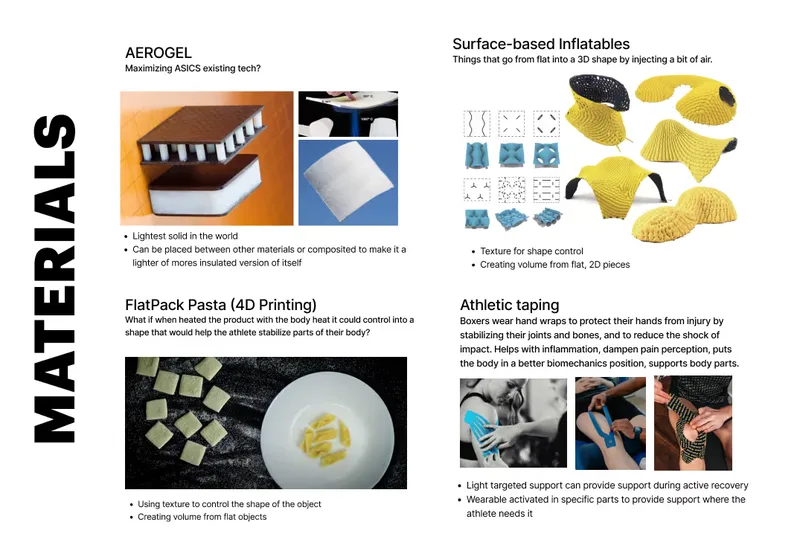 MATERIALS
AEROGEL
Maximizing ASICS existing tech?
• Lightest solid in the world
• Can be placed between other materials or composited to make it a
lighter of mores insulated version of itself
Surface-based Inflatables
Things that go from flat into a 3D shape by injecting a bit of air.
• Texture for shape control
• Creating volume from flat, 2D pieces
FlatPack Pasta (4D Printing)
What if when heated the product with the body heat it could control into a
shape that would help the athlete stabilize parts of their body?
• Using texture to control the shape of the object
• Creating volume from flat objects
Athletic taping
Boxers wear hand wraps to protect their hands from injury by
stabilizing their joints and bones, and to reduce the shock of
impact. Helps with inflammation, dampen pain perception, puts
the body in a better biomechanics position, supports body parts.
• Light targeted support can provide support during active recovery
• Wearable activated in specific parts to provide support where the
athlete needs it